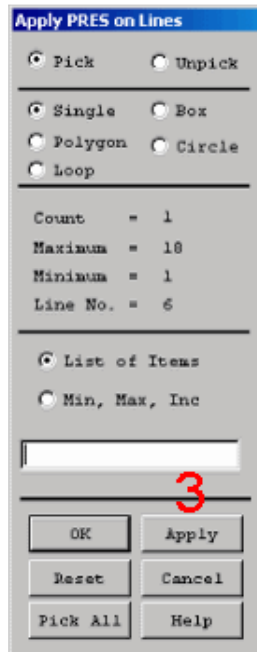 Apply PRES on Lines
Pick Unpick
Single Box
Polygon Circle
Loop
Count = 1
Maximum = 18
Minimum = 1
Line No. = 6
List of Items
Min, Max, Inc
3
OK Apply
Reset Cancel
Pick All Help